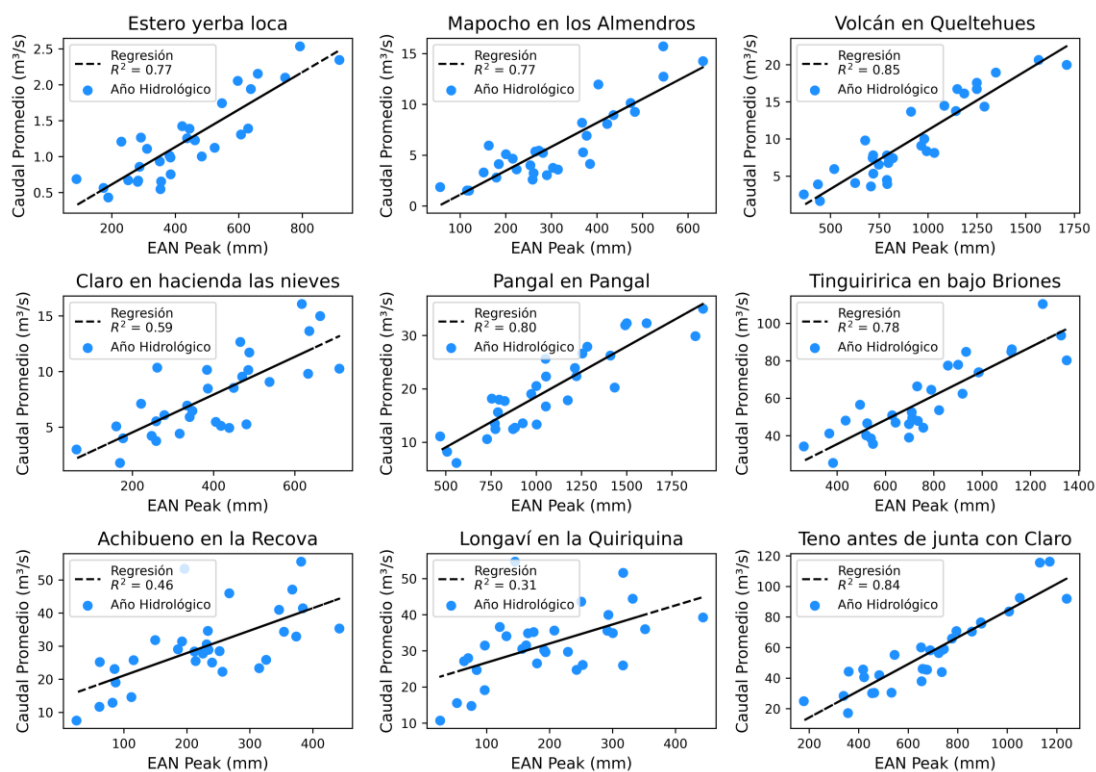 Estero yerba loca
Caudal Promedio (m³/s)
2.5
2.0
1.5
1.0
0.5
Regresión
R² = 0.77
Año Hidrológico
200
400
600
800
EAN Peak (mm)
Mapocho en los Almendros
Caudal Promedio (m³/s)
15
10
5
0
Regresión
R² = 0.77
Año Hidrológico
100
200
300
400
500
600
EAN Peak (mm)
Volcán en Queltehues
Caudal Promedio (m³/s)
20
15
10
5
Regresión
R² = 0.85
Año Hidrológico
500
750
1000
1250
1500
1750
EAN Peak (mm)
Claro en hacienda las nieves
Caudal Promedio (m³/s)
15
10
5
Regresión
R² = 0.59
Año Hidrológico
200
400
600
EAN Peak (mm)
Pangal en Pangal
Caudal Promedio (m³/s)
30
20
10
Regresión
R² = 0.80
Año Hidrológico
500
750
1000
1250
1500
1750
EAN Peak (mm)
Tinguiririca en bajo Briones
Caudal Promedio (m³/s)
100
80
60
40
20
Regresión
R² = 0.78
Año Hidrológico
400
600
800
1000
1200
1400
EAN Peak (mm)
Achibueno en la Recova
Caudal Promedio (m³/s)
50
40
30
20
10
Regresión
R² = 0.46
Año Hidrológico
100
200
300
400
EAN Peak (mm)
Longaví en la Quiriquina
Caudal Promedio (m³/s)
50
40
30
20
10
Regresión
R² = 0.31
Año Hidrológico
100
200
300
400
EAN Peak (mm)
Teno antes de junta con Claro
Caudal Promedio (m³/s)
120
100
80
60
40
20
Regresión
R² = 0.84
Año Hidrológico
200
400
600
800
1000
1200
EAN Peak (mm)